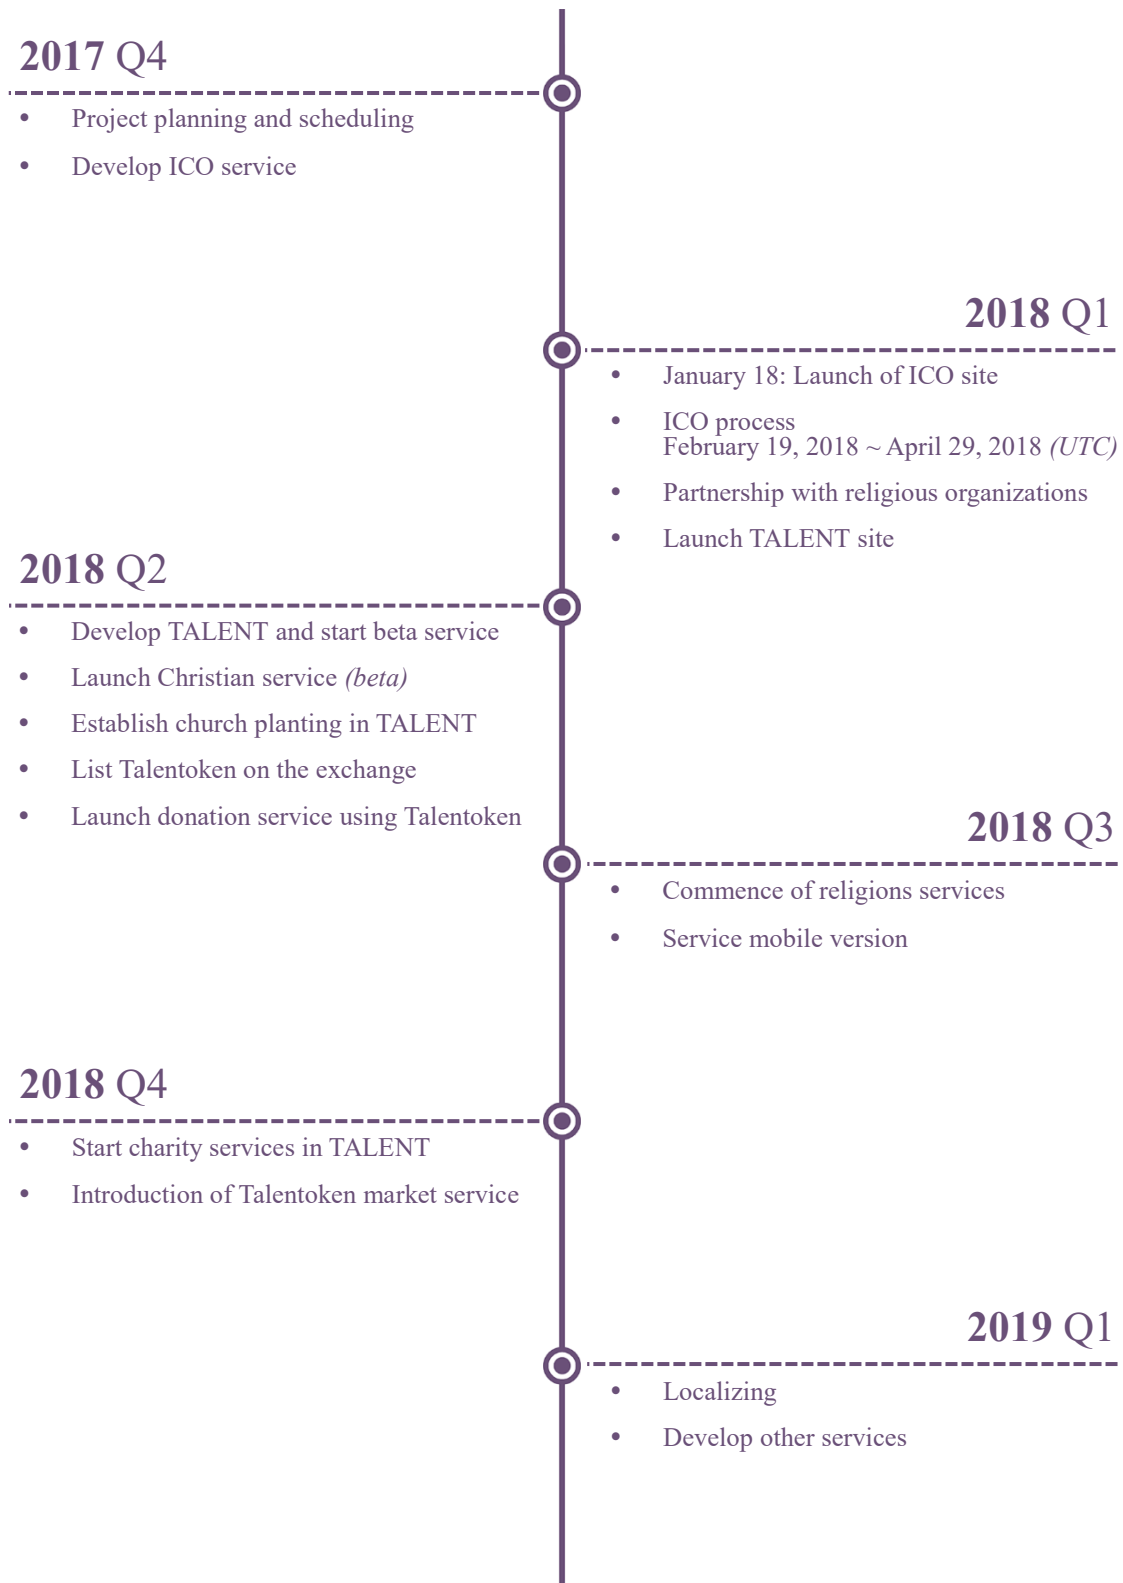 2017 Q4
• Project planning and scheduling
• Develop ICO service
2018 Q1
• January 18: Launch of ICO site
• ICO process
February 19, 2018 ~ April 29, 2018 (UTC)
• Partnership with religious organizations
• Launch TALENT site
2018 Q2
• Develop TALENT and start beta service
• Launch Christian service (beta)
• Establish church planting in TALENT
• List Talentoken on the exchange
• Launch donation service using Talentoken
2018 Q3
• Commence of religions services
• Service mobile version
2018 Q4
• Start charity services in TALENT
• Introduction of Talentoken market service
2019 Q1
• Localizing
• Develop other services